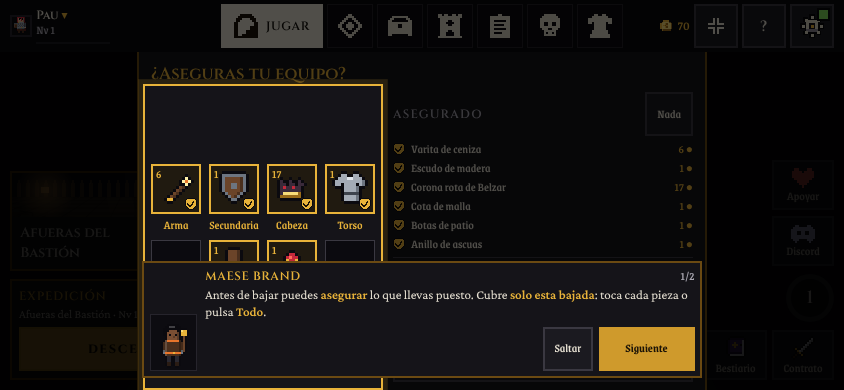 Pau
Nv 1
JUGAR
70
?
¿Aseguras tu equipo?
ASEGURADO
Nada
Varita de ceniza 6
Escudo de madera 1
Corona rota de Belzar 17
Cota de malla 1
Botas de patio 1
Anillo de ascuas 1
6
1
17
1
Arma
Secundaria
Cabeza
Torso
1
1
Afueras del
Bastión
EXPEDICIÓN
Afueras del Bastión · Nv
DESCE
MAESE BRAND
1/2
Antes de bajar puedes asegurar lo que llevas puesto. Cubre solo esta bajada: toca cada pieza o
pulsa Todo.
Saltar
Siguiente
Apoyar
Discord
1
Bestiario
Contrato